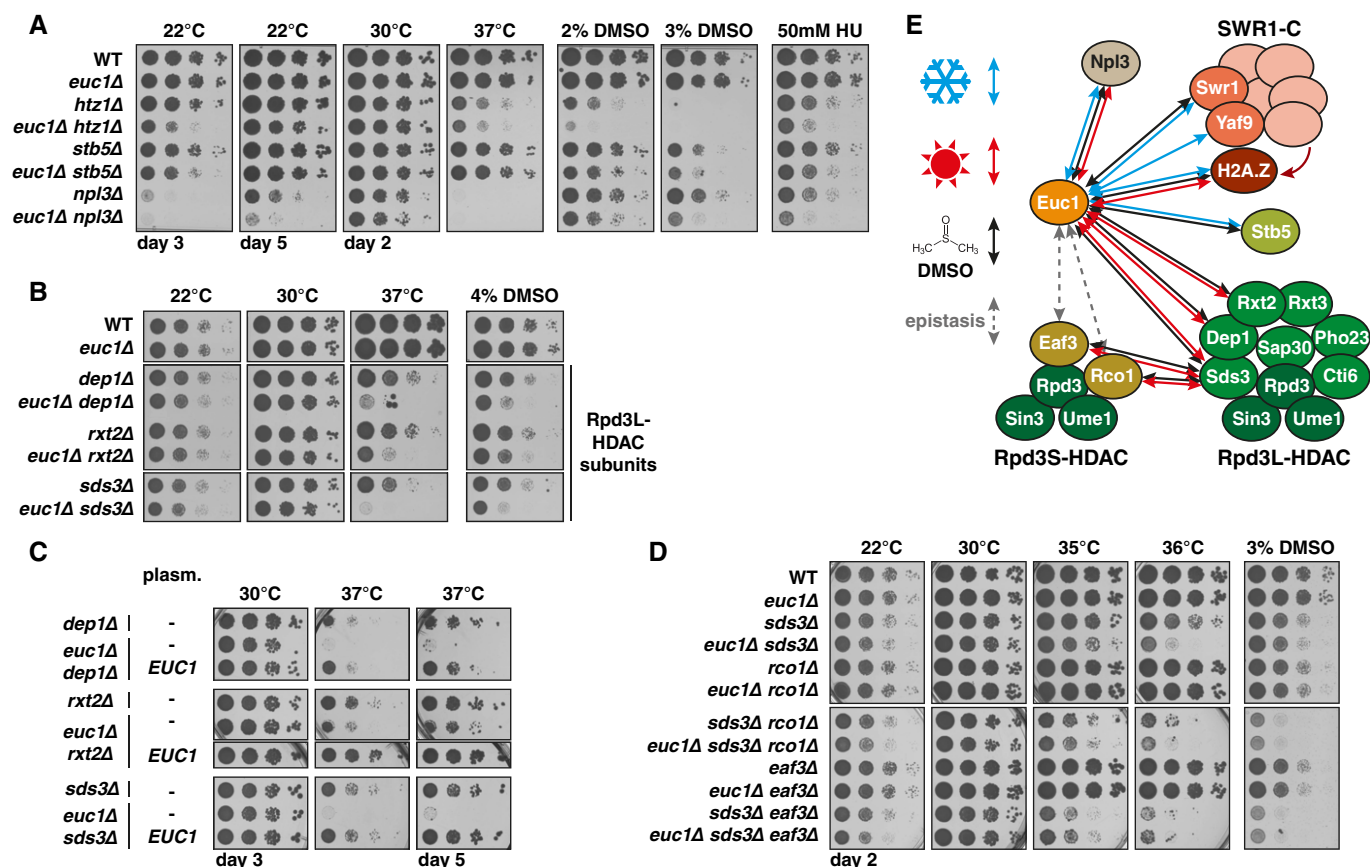 A
22°C 22°C 30°C 37°C 2% DMSO 3% DMSO 50mM HU
WT
euc1Δ
htz1Δ
euc1Δ htz1Δ
stb5Δ
euc1Δ stb5Δ
npl3Δ
euc1Δ npl3Δ
day 3 day 5 day 2
B
22°C 30°C 37°C 4% DMSO
WT
euc1Δ
dep1Δ
euc1Δ dep1Δ
rxt2Δ
euc1Δ rxt2Δ
sds3Δ
euc1Δ sds3Δ
Rpd3L-
HDAC
subunits
C
plasm.
30°C 37°C 37°C
dep1Δ -
euc1Δ -
dep1Δ EUC1
rxt2Δ -
euc1Δ -
rxt2Δ EUC1
sds3Δ -
euc1Δ -
sds3Δ EUC1
day 3 day 5
D
22°C 30°C 35°C 36°C 3% DMSO
WT
euc1Δ
sds3Δ
euc1Δ sds3Δ
rco1Δ
euc1Δ rco1Δ
sds3Δ rco1Δ
euc1Δ sds3Δ rco1Δ
eaf3Δ
euc1Δ eaf3Δ
sds3Δ eaf3Δ
euc1Δ sds3Δ eaf3Δ
day 2
E
SWR1-C
Npl3
Swr1
Yaf9
H2A.Z
Euc1
Stb5
O
S
H₃C CH₃
DMSO
epistasis
Rxt2 Rxt3
Dep1 Sap30 Pho23
Eaf3
Rco1 Sds3 Rpd3 Cti6
Rpd3
Sin3 Ume1 Sin3 Ume1
Rpd3S-HDAC Rpd3L-HDAC